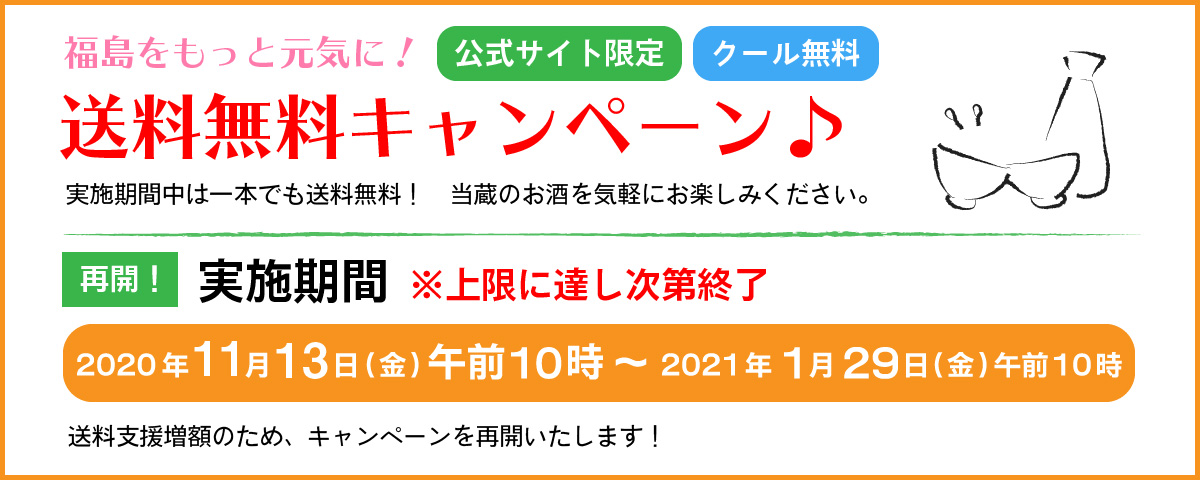 福島をもっと元気に！ 公式サイト限定 クール無料
送料無料キャンペーン♪
実施期間中は一本でも送料無料！　当蔵のお酒を気軽にお楽しみください。
再開！ 実施期間 ※上限に達し次第終了
2020年11月13日(金)午前10時～2021年 1月29日(金)午前10時
送料支援増額のため、キャンペーンを再開いたします！